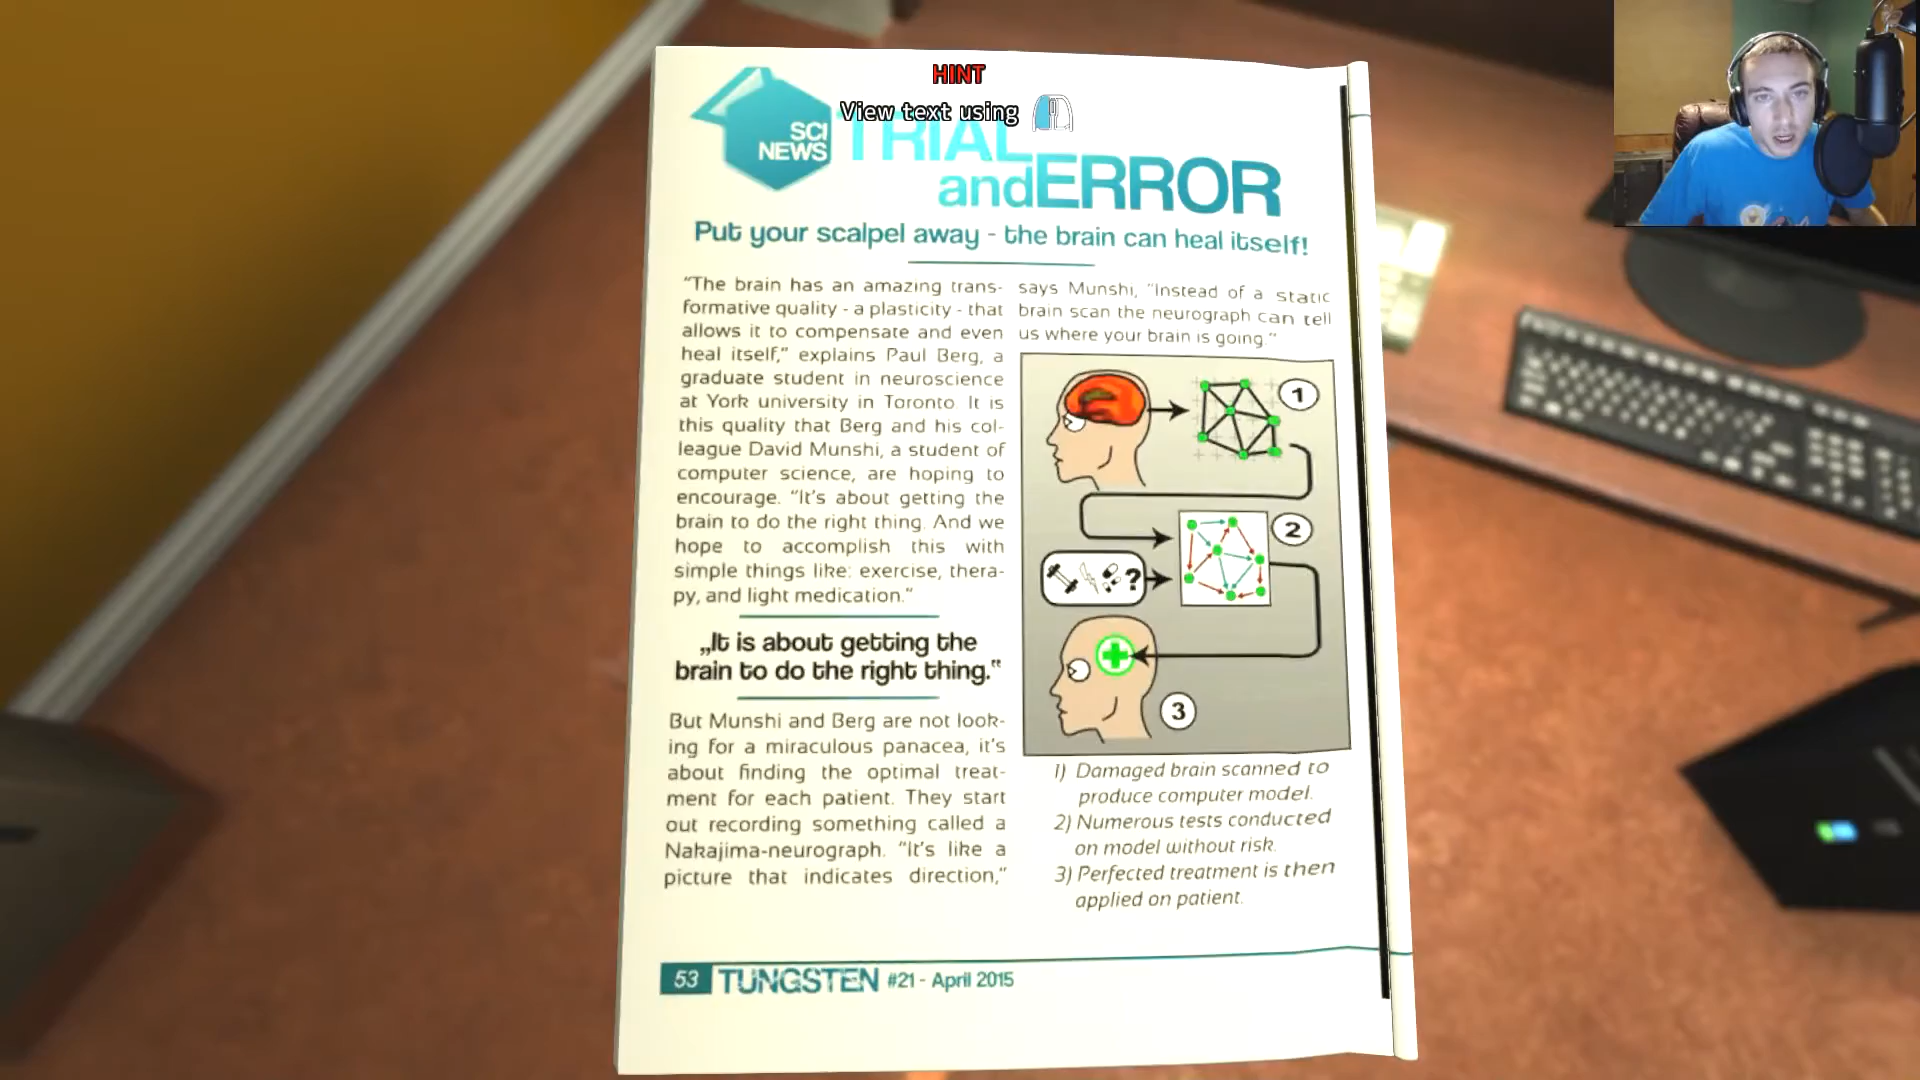 HINT
View text using
SCI
NEWS
TRIAL
andERROR
Put your scalpel away - the brain can heal itself!
"The brain has an amazing trans-
formative quality - a plasticity - that
allows it to compensate and even
heal itself," explains Paul Berg, a
graduate student in neuroscience
at York university in Toronto. It is
this quality that Berg and his col-
league David Munshi, a student of
computer science, are hoping to
encourage. "It's about getting the
brain to do the right thing. And we
hope to accomplish this with
simple things like: exercise, thera-
py, and light medication."
„It is about getting the
brain to do the right thing."
But Munshi and Berg are not look-
ing for a miraculous panacea, it's
about finding the optimal treat-
ment for each patient. They start
out recording something called a
Nakajima-neurograph. "It's like a
picture that indicates direction,"
says Munshi, "Instead of a static
brain scan the neurograph can tell
us where your brain is going."
1
2
?
3
1) Damaged brain scanned to
produce computer model.
2) Numerous tests conducted
on model without risk.
3) Perfected treatment is then
applied on patient.
53 TUNGSTEN #21 - April 2015